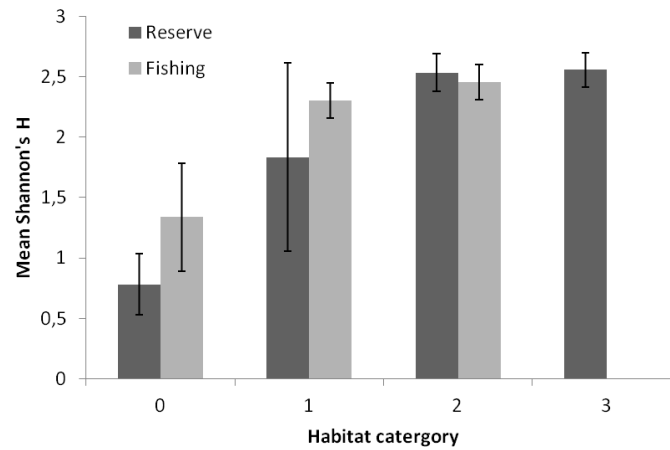 3
2,5
2
1,5
1
0,5
0
Mean Shannon's H
Reserve
Fishing
0 1 2 3
Habitat catergory